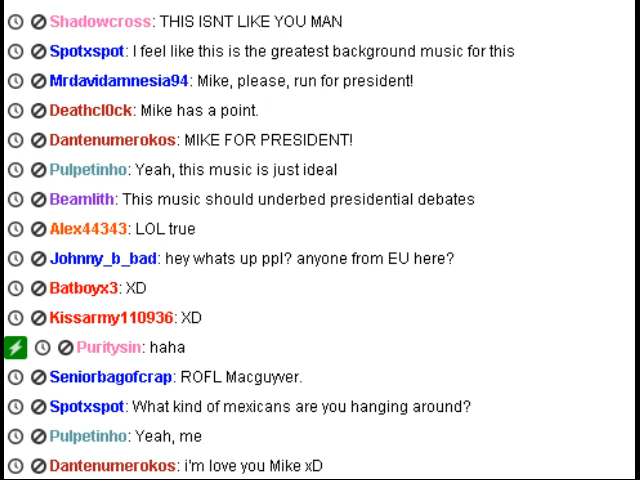 Shadowcross: THIS ISNT LIKE YOU MAN
Spotxspot: I feel like this is the greatest background music for this
Mrdavidamnesia94: Mike, please, run for president!
Deathcl0ck: Mike has a point.
Dantenumerokos: MIKE FOR PRESIDENT!
Pulpetinho: Yeah, this music is just ideal
Beamlith: This music should underbed presidential debates
Alex44343: LOL true
Johnny_b_bad: hey whats up ppl? anyone from EU here?
Batboyx3: XD
Kissarmy110936: XD
Puritysin: haha
Seniorbagofcrap: ROFL Macguyver.
Spotxspot: What kind of mexicans are you hanging around?
Pulpetinho: Yeah, me
Dantenumerokos: i'm love you Mike xD